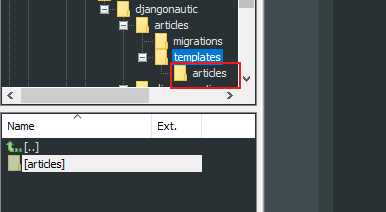 djangonautic
articles
migrations
templates
articles
Name Ext.
[..]
[articles]